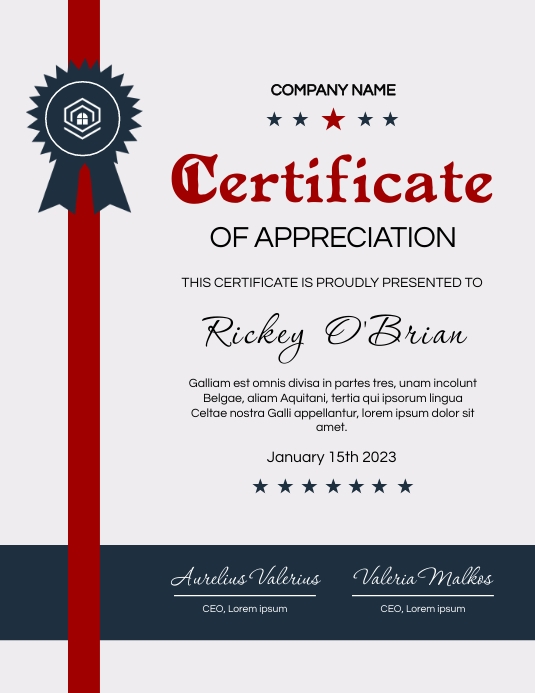 COMPANY NAME
Certificate
OF APPRECIATION
THIS CERTIFICATE IS PROUDLY PRESENTED TO
Rickey O'Brian
Galliam est omnis divisa in partes tres, unam incolunt
Belgae, aliam Aquitani, tertia qui ipsorum lingua
Celtae nostra Galli appellantur, lorem ipsum dolor sit
amet.
January 15th 2023
Aurelius Valerius
CEO, Lorem ipsum
Valeria Malkos
CEO, Lorem ipsum